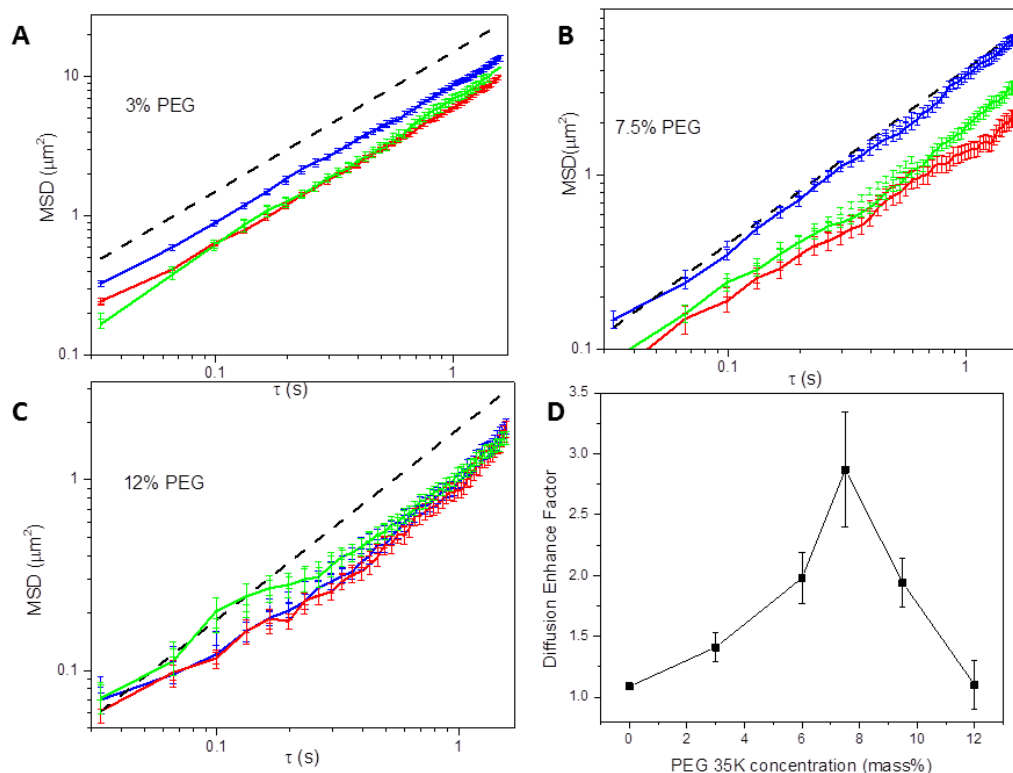 A
10
1
0.1
MSD (μm²)
3% PEG
0.1
1
τ (s)
B
1
0.1
MSD(μm²)
7.5% PEG
0.1
1
τ (s)
C
1
0.1
MSD (μm²)
12% PEG
0.1
1
τ (s)
D
3.5
3.0
2.5
2.0
1.5
1.0
Diffusion Enhance Factor
0
2
4
6
8
10
12
PEG 35K concentration (mass%)